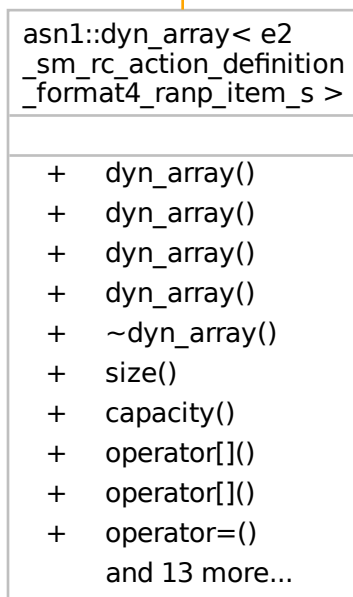 asn1::dyn_array< e2
_sm_rc_action_definition
_format4_ranp_item_s >
+ dyn_array()
+ dyn_array()
+ dyn_array()
+ dyn_array()
+ ~dyn_array()
+ size()
+ capacity()
+ operator[]()
+ operator[]()
+ operator=()
and 13 more...